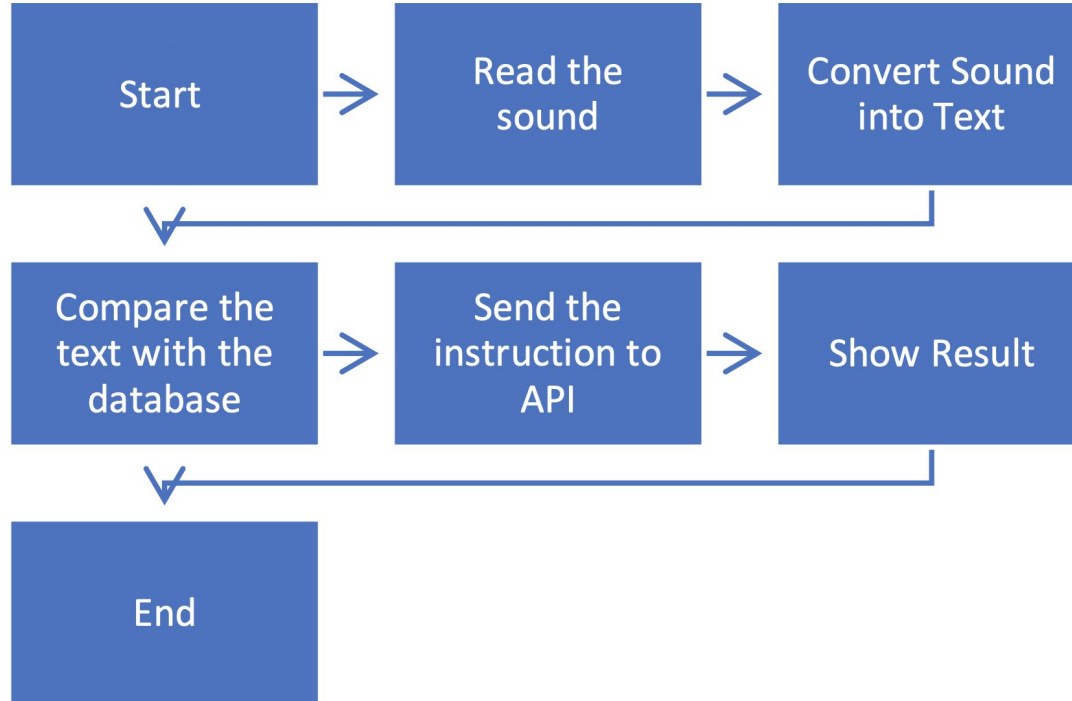 Start
Read the
sound
Convert Sound
into Text
Compare the
text with the
database
Send the
instruction to
API
Show Result
End